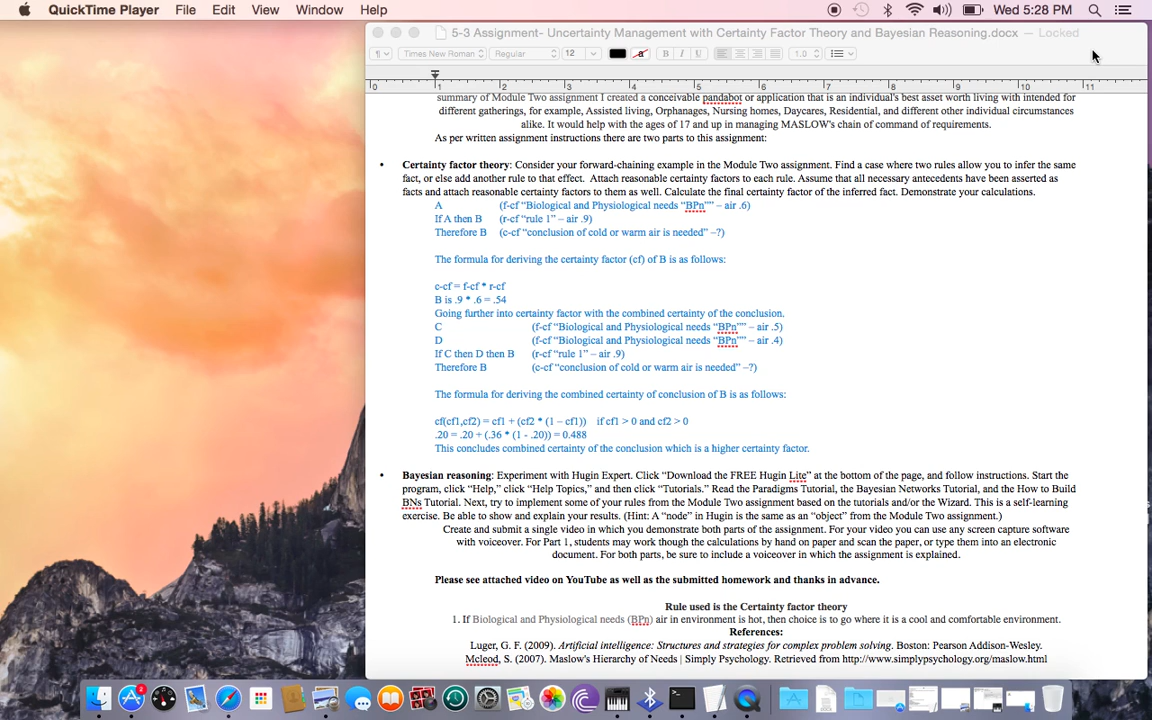 QuickTime Player File Edit View Window Help Wed 5:28 PM
5-3 Assignment- Uncertainty Management with Certainty Factor Theory and Bayesian Reasoning.docx — Locked
¶ Times New Roman Regular 12 a B I U 1.0
0 1 2 3 4 5 6 7 8 9 10 11
summary of Module Two assignment I created a conceivable pandabot or application that is an individual's best asset worth living with intended for
different gatherings, for example, Assisted living, Orphanages, Nursing homes, Daycares, Residential, and different other individual circumstances
alike. It would help with the ages of 17 and up in managing MASLOW's chain of command of requirements.
As per written assignment instructions there are two parts to this assignment:
• Certainty factor theory: Consider your forward-chaining example in the Module Two assignment. Find a case where two rules allow you to infer the same
fact, or else add another rule to that effect. Attach reasonable certainty factors to each rule. Assume that all necessary antecedents have been asserted as
facts and attach reasonable certainty factors to them as well. Calculate the final certainty factor of the inferred fact. Demonstrate your calculations.
A (f-cf “Biological and Physiological needs “BPn”” – air .6)
If A then B (r-cf “rule 1” – air .9)
Therefore B (c-cf “conclusion of cold or warm air is needed” –?)
The formula for deriving the certainty factor (cf) of B is as follows:
c-cf = f-cf * r-cf
B is .9 * .6 = .54
Going further into certainty factor with the combined certainty of the conclusion.
C (f-cf “Biological and Physiological needs “BPn”” – air .5)
D (f-cf “Biological and Physiological needs “BPn”” – air .4)
If C then D then B (r-cf “rule 1” – air .9)
Therefore B (c-cf “conclusion of cold or warm air is needed” –?)
The formula for deriving the combined certainty of conclusion of B is as follows:
cf(cf1,cf2) = cf1 + (cf2 * (1 – cf1)) if cf1 > 0 and cf2 > 0
.20 = .20 + (.36 * (1 - .20)) = 0.488
This concludes combined certainty of the conclusion which is a higher certainty factor.
• Bayesian reasoning: Experiment with Hugin Expert. Click “Download the FREE Hugin Lite” at the bottom of the page, and follow instructions. Start the
program, click “Help,” click “Help Topics,” and then click “Tutorials.” Read the Paradigms Tutorial, the Bayesian Networks Tutorial, and the How to Build
BNs Tutorial. Next, try to implement some of your rules from the Module Two assignment based on the tutorials and/or the Wizard. This is a self-learning
exercise. Be able to show and explain your results. (Hint: A “node” in Hugin is the same as an “object” from the Module Two assignment.)
Create and submit a single video in which you demonstrate both parts of the assignment. For your video you can use any screen capture software
with voiceover. For Part 1, students may work though the calculations by hand on paper and scan the paper, or type them into an electronic
document. For both parts, be sure to include a voiceover in which the assignment is explained.
Please see attached video on YouTube as well as the submitted homework and thanks in advance.
Rule used is the Certainty factor theory
1. If Biological and Physiological needs (BPn) air in environment is hot, then choice is to go where it is a cool and comfortable environment.
References:
Luger, G. F. (2009). Artificial intelligence: Structures and strategies for complex problem solving. Boston: Pearson Addison-Wesley.
Mcleod, S. (2007). Maslow's Hierarchy of Needs | Simply Psychology. Retrieved from http://www.simplypsychology.org/maslow.html